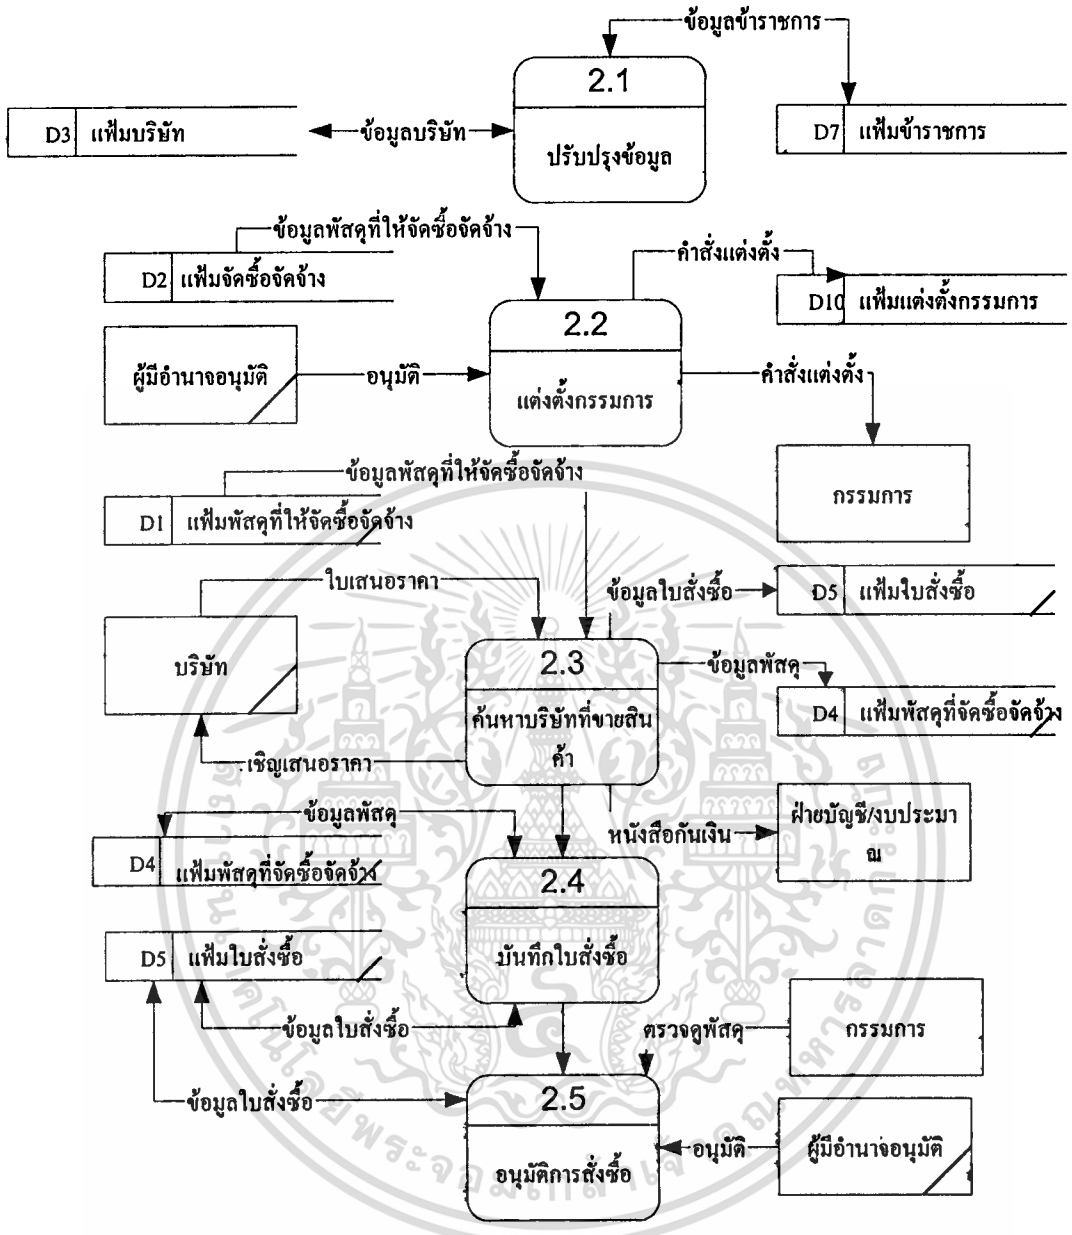 ข้อมูลข้าราชการ
2.1
ปรับปรุงข้อมูล
D3 แฟ้มบริษัท
ข้อมูลบริษัท
D7 แฟ้มข้าราชการ
ข้อมูลพัสดุที่ให้จัดซื้อจัดจ้าง
D2 แฟ้มจัดซื้อจัดจ้าง
คำสั่งแต่งตั้ง
D10 แฟ้มแต่งตั้งกรรมการ
2.2
แต่งตั้งกรรมการ
ผู้มีอำนาจอนุมัติ
อนุมัติ
คำสั่งแต่งตั้ง
กรรมการ
ข้อมูลพัสดุที่ให้จัดซื้อจัดจ้าง
D1 แฟ้มพัสดุที่ให้จัดซื้อจัดจ้าง
ใบเสนอราคา
ข้อมูลใบสั่งซื้อ
D5 แฟ้มใบสั่งซื้อ
บริษัท
2.3
ค้นหาบริษัทที่ขายสิน
ค้า
ข้อมูลพัสดุ
D4 แฟ้มพัสดุที่จัดซื้อจัดจ้าง
เชิญเสนอราคา
ข้อมูลพัสดุ
หนังสือกันเงิน
ฝ่ายบัญชี/งบประมา
ณ
D4 แฟ้มพัสดุที่จัดซื้อจัดจ้าง
2.4
บันทึกใบสั่งซื้อ
D5 แฟ้มใบสั่งซื้อ
ข้อมูลใบสั่งซื้อ
ตรวจดูพัสดุ
กรรมการ
ข้อมูลใบสั่งซื้อ
2.5
อนุมัติการสั่งซื้อ
อนุมัติ
ผู้มีอำนาจอนุมัติ